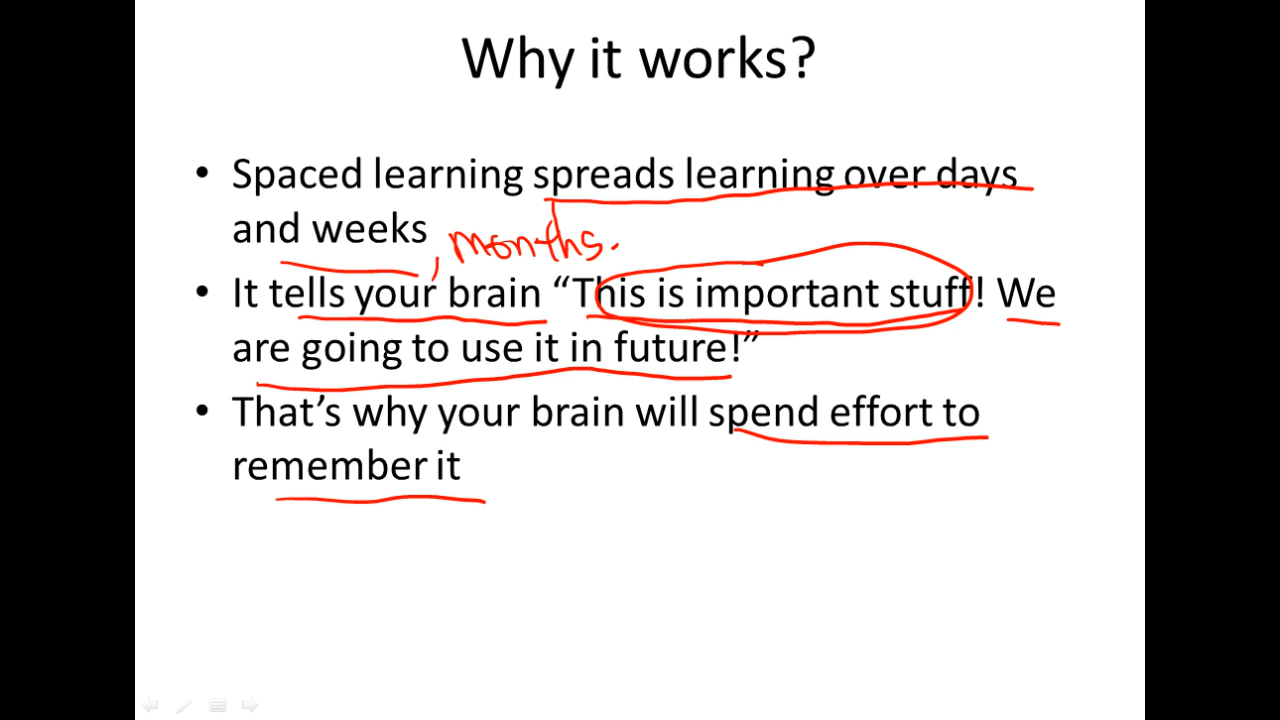 Why it works?
• Spaced learning spreads learning over days
and weeks , months.
• It tells your brain “This is important stuff! We
are going to use it in future!”
• That’s why your brain will spend effort to
remember it